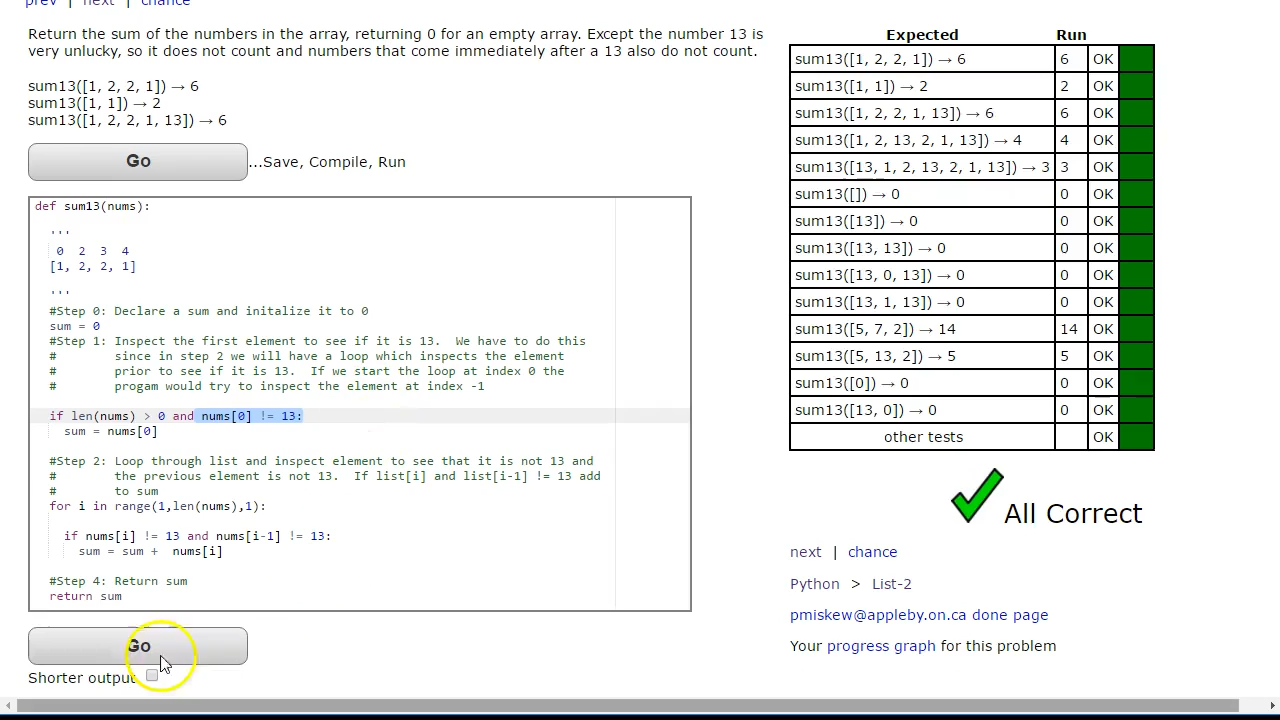 prev | next | chance
Return the sum of the numbers in the array, returning 0 for an empty array. Except the number 13 is
very unlucky, so it does not count and numbers that come immediately after a 13 also do not count.
sum13([1, 2, 2, 1]) → 6
sum13([1, 1]) → 2
sum13([1, 2, 2, 1, 13]) → 6
Go ...Save, Compile, Run
def sum13(nums):
'''
0 2 3 4
[1, 2, 2, 1]
'''
#Step 0: Declare a sum and initalize it to 0
sum = 0
#Step 1: Inspect the first element to see if it is 13. We have to do this
# since in step 2 we will have a loop which inspects the element
# prior to see if it is 13. If we start the loop at index 0 the
# progam would try to inspect the element at index -1
if len(nums) > 0 and nums[0] != 13:
sum = nums[0]
#Step 2: Loop through list and inspect element to see that it is not 13 and
# the previous element is not 13. If list[i] and list[i-1] != 13 add
# to sum
for i in range(1,len(nums),1):
if nums[i] != 13 and nums[i-1] != 13:
sum = sum + nums[i]
#Step 4: Return sum
return sum
Go
Shorter output
Expected Run
sum13([1, 2, 2, 1]) → 6 6 OK
sum13([1, 1]) → 2 2 OK
sum13([1, 2, 2, 1, 13]) → 6 6 OK
sum13([1, 2, 13, 2, 1, 13]) → 4 4 OK
sum13([13, 1, 2, 13, 2, 1, 13]) → 3 3 OK
sum13([]) → 0 0 OK
sum13([13]) → 0 0 OK
sum13([13, 13]) → 0 0 OK
sum13([13, 0, 13]) → 0 0 OK
sum13([13, 1, 13]) → 0 0 OK
sum13([5, 7, 2]) → 14 14 OK
sum13([5, 13, 2]) → 5 5 OK
sum13([0]) → 0 0 OK
sum13([13, 0]) → 0 0 OK
other tests OK
All Correct
next | chance
Python > List-2
pmiskew@appleby.on.ca done page
Your progress graph for this problem